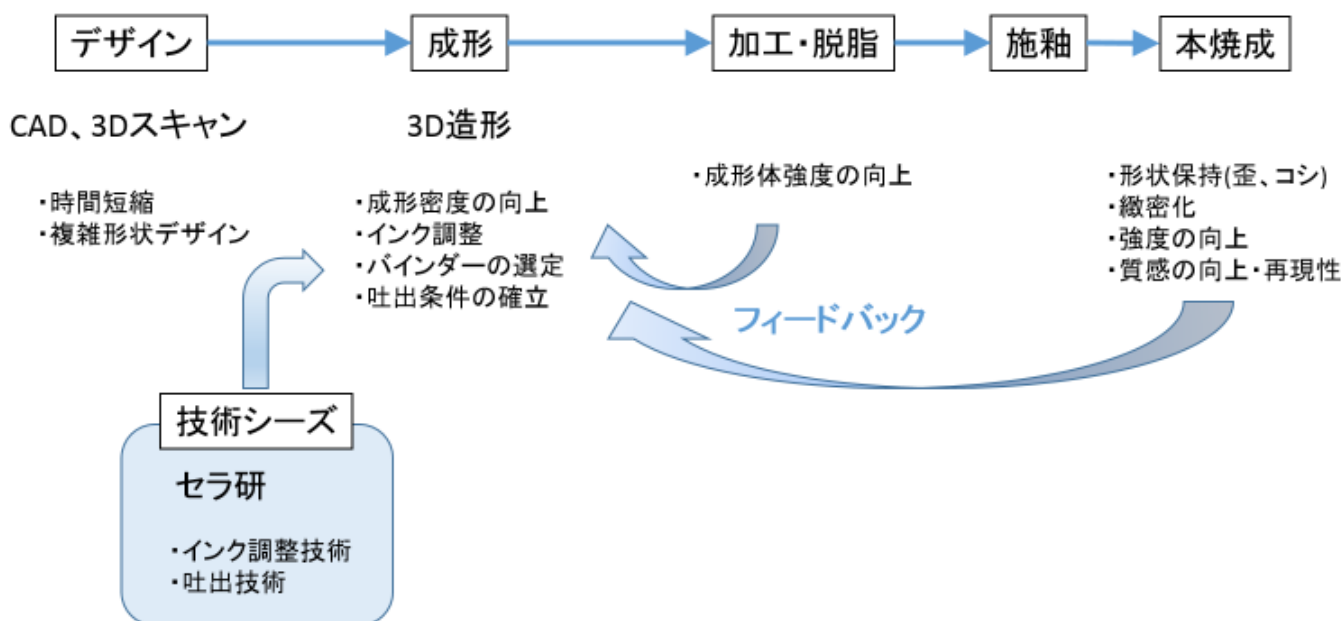 デザイン
成形
加工・脱脂
施釉
本焼成
CAD、3Dスキャン
3D造形
・時間短縮
・複雑形状デザイン
・成形密度の向上
・インク調整
・バインダーの選定
・吐出条件の確立
・成形体強度の向上
・形状保持(歪、コシ)
・緻密化
・強度の向上
・質感の向上・再現性
フィードバック
技術シーズ
セラ研
・インク調整技術
・吐出技術